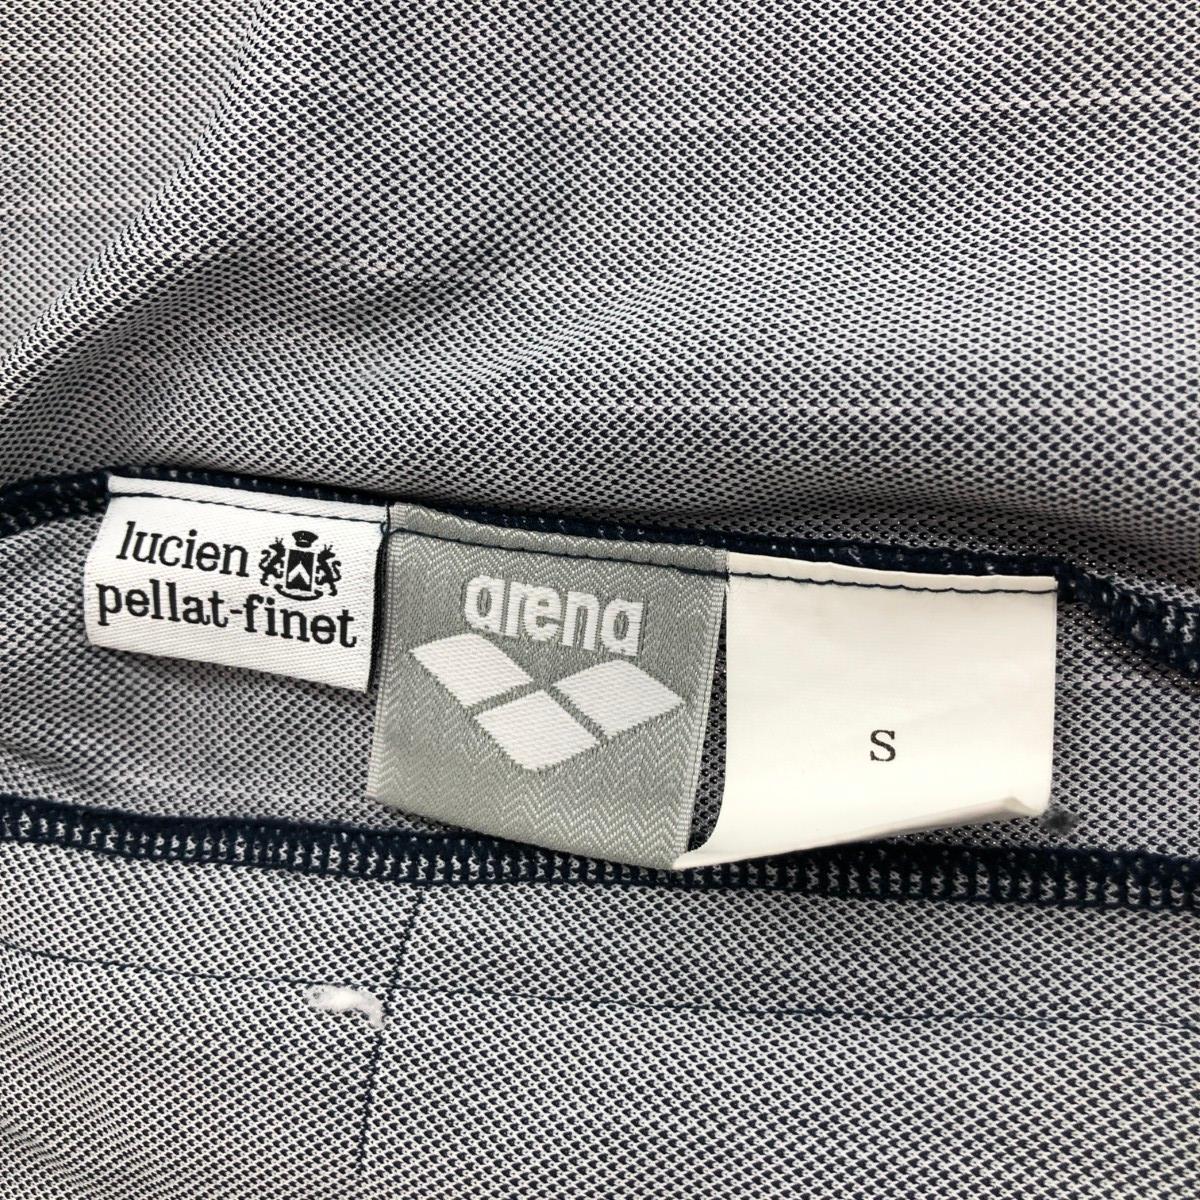 lucien
pellat-finet
arena
S